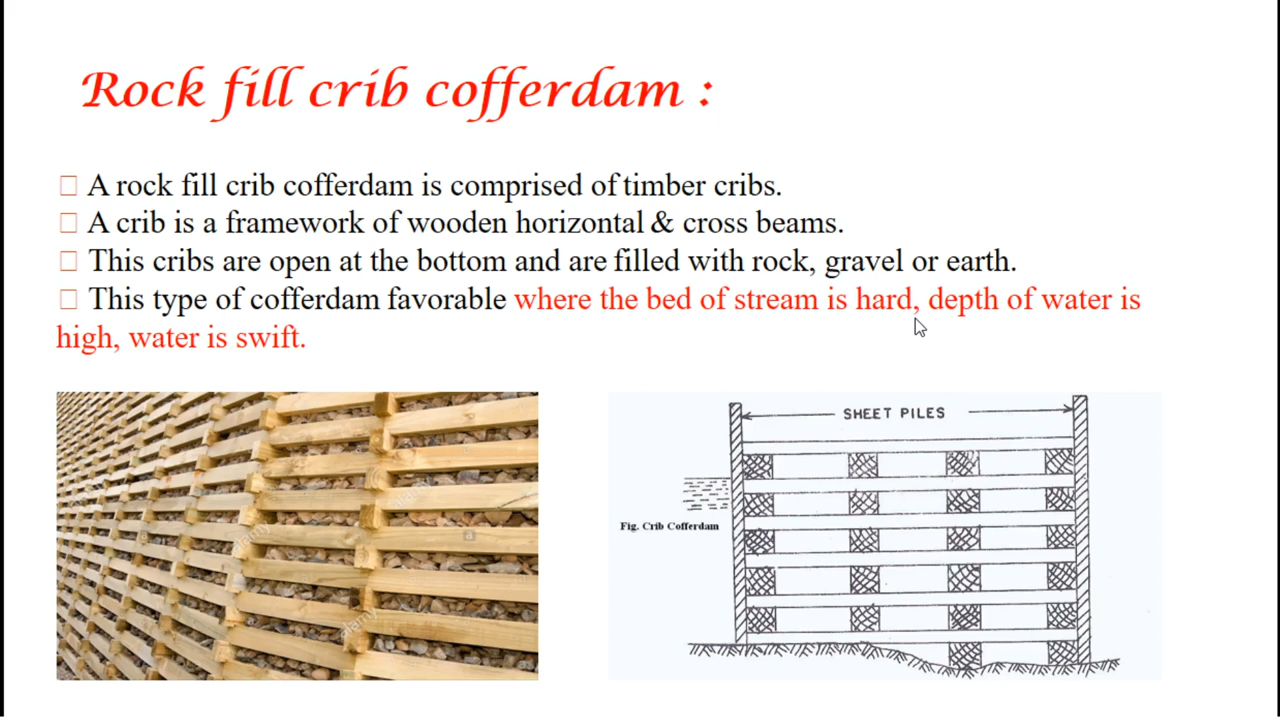 Rock fill crib cofferdam :
A rock fill crib cofferdam is comprised of timber cribs.
A crib is a framework of wooden horizontal & cross beams.
This cribs are open at the bottom and are filled with rock, gravel or earth.
This type of cofferdam favorable where the bed of stream is hard, depth of water is
high, water is swift.
SHEET PILES
Fig. Crib Cofferdam
alamy